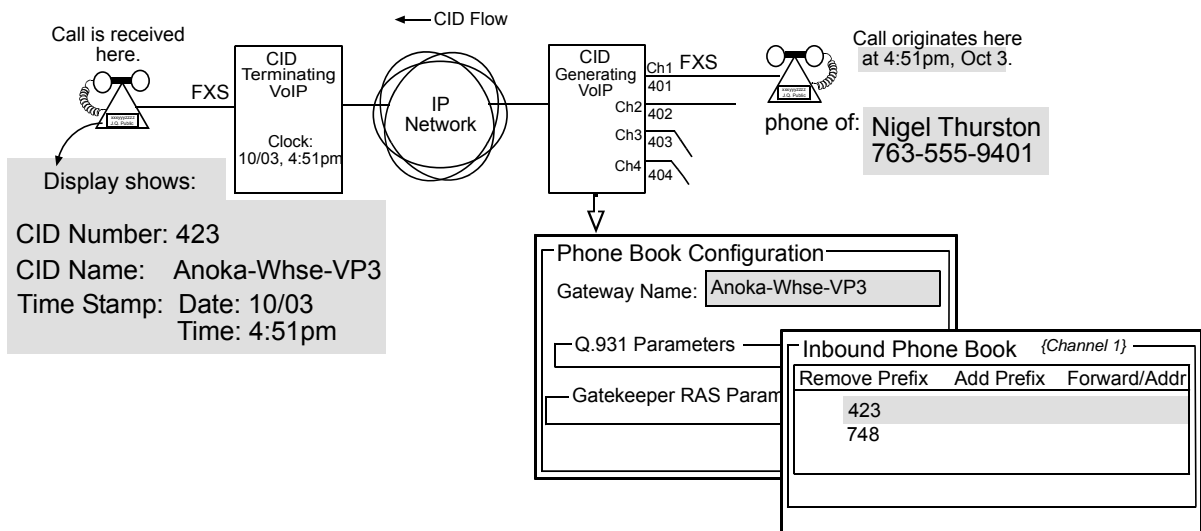 CID Flow
Call is received
here.
FXS
CID
Terminating
VoIP
Clock:
10/03, 4:51pm
IP
Network
CID
Generating
VoIP
Ch1
FXS
401
Ch2
402
Ch3
403
Ch4
404
Call originates here
at 4:51pm, Oct 3.
phone of:
Nigel Thurston
763-555-9401
J.Q. Public
J.Q. Public
Display shows:
CID Number: 423
CID Name: Anoka-Whse-VP3
Time Stamp: Date: 10/03
Time: 4:51pm
Phone Book Configuration
Gateway Name: Anoka-Whse-VP3
Q.931 Parameters
Gatekeeper RAS Param
Inbound Phone Book {Channel 1}
Remove Prefix Add Prefix Forward/Addr
423
748